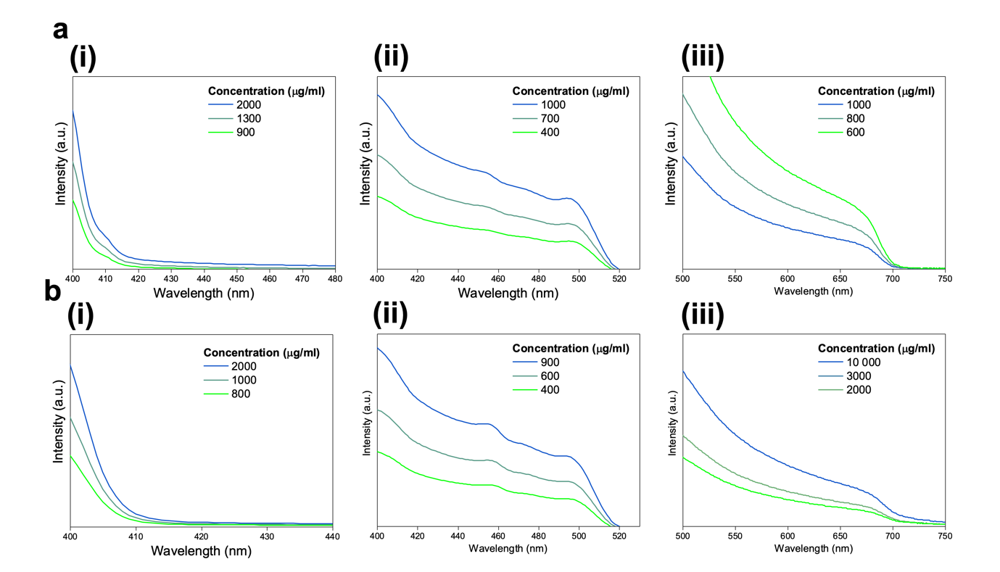 a
(i)
(ii)
(iii)
Concentration (μg/ml)
2000
1300
900
Intensity (a.u.)
400 410 420 430 440 450 460 470 480
Wavelength (nm)
Concentration (μg/ml)
1000
700
400
Intensity (a.u.)
400 420 440 460 480 500 520
Wavelength (nm)
Concentration (μg/ml)
1000
800
600
Intensity (a.u.)
500 550 600 650 700 750
Wavelength (nm)
b
(i)
(ii)
(iii)
Concentration (μg/ml)
2000
1000
800
Intensity (a.u.)
400 410 420 430 440
Wavelength (nm)
Concentration (μg/ml)
900
600
400
Intensity (a.u.)
400 420 440 460 480 500 520
Wavelength (nm)
Concentration (μg/ml)
10 000
3000
2000
Intensity (a.u.)
500 550 600 650 700 750
Wavelength (nm)